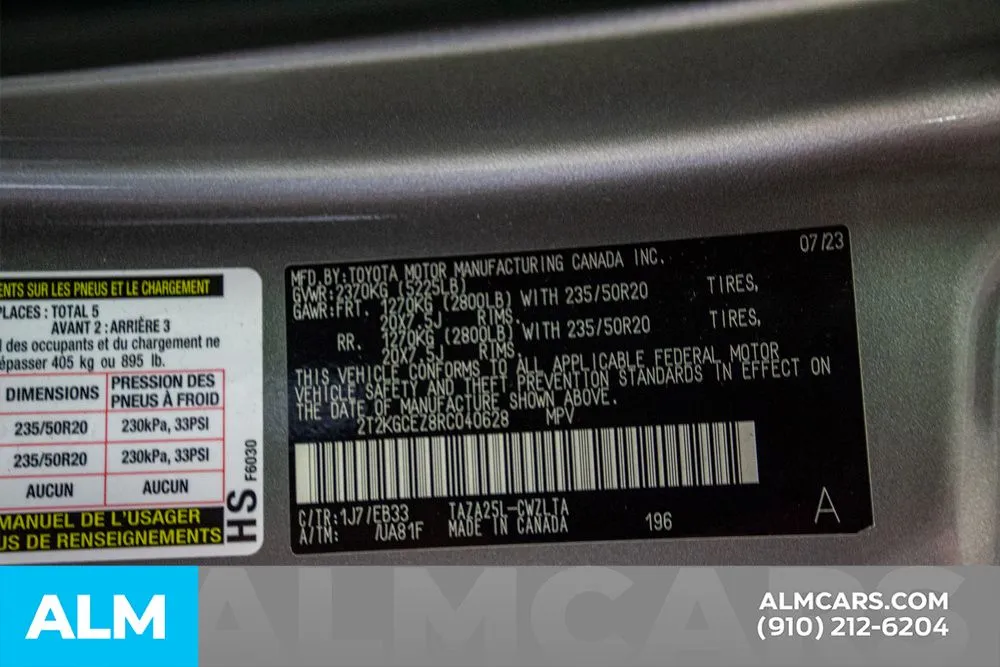 ENTS SUR LES PNEUS ET LE CHARGEMENT
PLACES : TOTAL 5
AVANT 2 : ARRIÈRE 3
l des occupants et du chargement ne
épasser 405 kg ou 895 lb.
DIMENSIONS PRESSION DES PNEUS À FROID
235/50R20 230kPa, 33PSI
235/50R20 230kPa, 33PSI
AUCUN AUCUN
MANUEL DE L'USAGER
US DE RENSEIGNEMENTS
HS F6030
07/23
MFD.BY:TOYOTA MOTOR MANUFACTURING CANADA INC.
GVWR:2370KG (5225LB)
GAWR:FRT. 1270KG (2800LB) WITH 235/50R20 TIRES,
20X7.5J RIMS,
RR. 1270KG (2800LB) WITH 235/50R20 TIRES,
20X7.5J RIMS,
THIS VEHICLE CONFORMS TO ALL APPLICABLE FEDERAL MOTOR
VEHICLE SAFETY AND THEFT PREVENTION STANDARDS IN EFFECT ON
THE DATE OF MANUFACTURE SHOWN ABOVE.
2T2KGCEZ8RC040628 MPV
C/TR:1J7/EB33 TAZA25L-CWZLTA
A/TM: /UA81F MADE IN CANADA 196
A
ALM
ALMCARS
ALMCARS.COM
(910) 212-6204